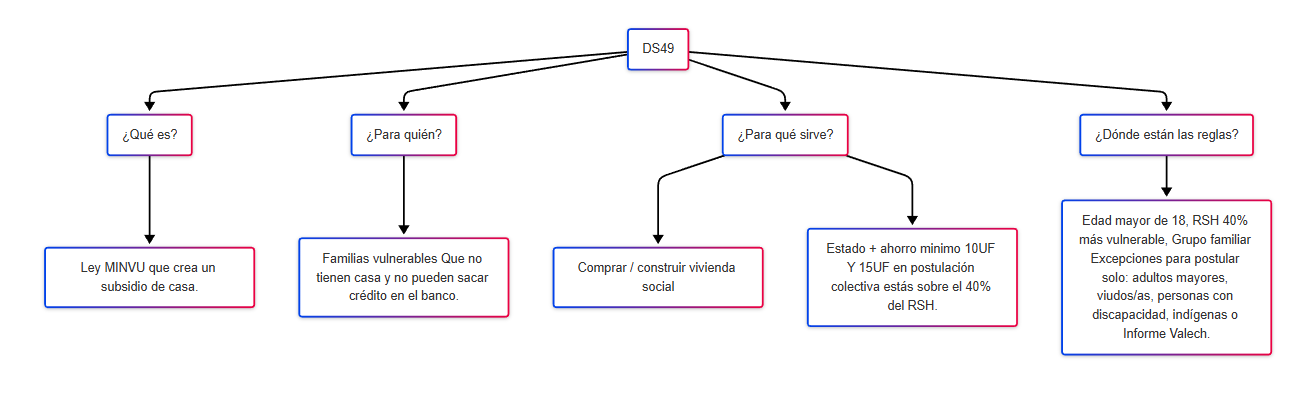 DS49
¿Qué es?
¿Para quién?
¿Para qué sirve?
¿Dónde están las reglas?
Ley MINVU que crea un
subsidio de casa.
Familias vulnerables Que no
tienen casa y no pueden sacar
crédito en el banco.
Comprar / construir vivienda
social
Estado + ahorro minimo 10UF
Y 15UF en postulación
colectiva estás sobre el 40%
del RSH.
Edad mayor de 18, RSH 40%
más vulnerable, Grupo familiar
Excepciones para postular
solo: adultos mayores,
viudos/as, personas con
discapacidad, indígenas o
Informe Valech.